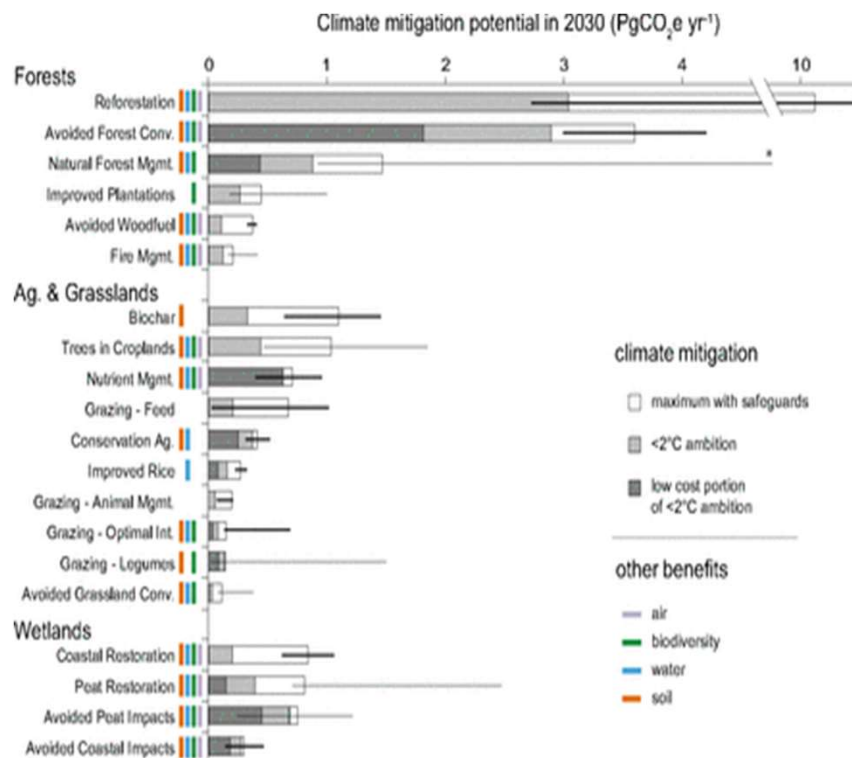 Climate mitigation potential in 2030 (PgCO₂e yr⁻¹)
0 1 2 3 4 10
Forests
Reforestation
Avoided Forest Conv.
Natural Forest Mgmt.
*
Improved Plantations
Avoided Woodfuel
Fire Mgmt.
Ag. & Grasslands
Biochar
Trees in Croplands
Nutrient Mgmt.
Grazing - Feed
Conservation Ag.
Improved Rice
Grazing - Animal Mgmt.
Grazing - Optimal Int.
Grazing - Legumes
Avoided Grassland Conv.
Wetlands
Coastal Restoration
Peat Restoration
Avoided Peat Impacts
Avoided Coastal Impacts
climate mitigation
maximum with safeguards
<2°C ambition
low cost portion
of <2°C ambition
other benefits
air
biodiversity
water
soil